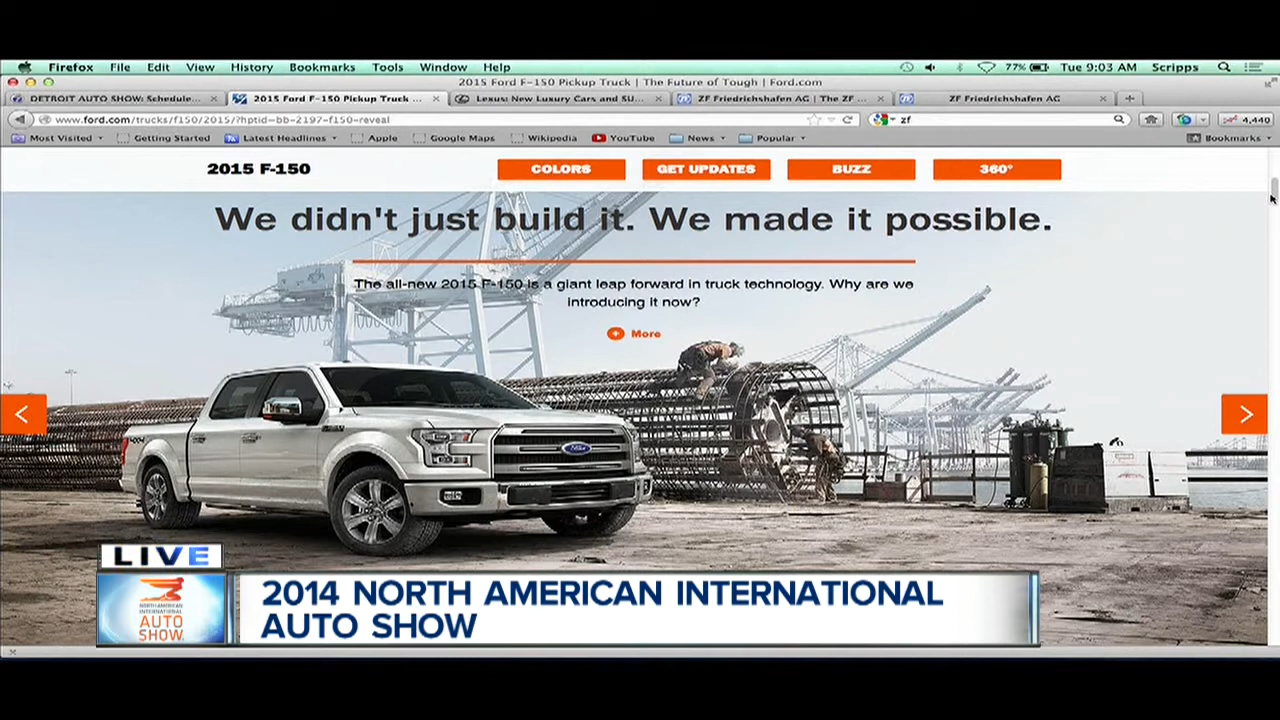 Firefox File Edit View History Bookmarks Tools Window Help 77% Tue 9:03 AM Scripps
2015 Ford F-150 Pickup Truck | The Future of Tough | Ford.com
DETROIT AUTO SHOW: Schedule... 2015 Ford F-150 Pickup Truck ... Lexus: New Luxury Cars and SU... ZF Friedrichshafen AG | The ZF ... ZF Friedrichshafen AG
www.ford.com/trucks/f150/2015/?hptid=bb-2197-f150-reveal zf 4,440
Most Visited Getting Started Latest Headlines Apple Google Maps Wikipedia YouTube News Popular Bookmarks
2015 F-150 COLORS GET UPDATES BUZZ 360°
We didn't just build it. We made it possible.
The all-new 2015 F-150 is a giant leap forward in truck technology. Why are we
introducing it now?
More
4X4
Ford
LIVE
NORTH AMERICAN
INTERNATIONAL
AUTO
SHOW
2014 NORTH AMERICAN INTERNATIONAL
AUTO SHOW